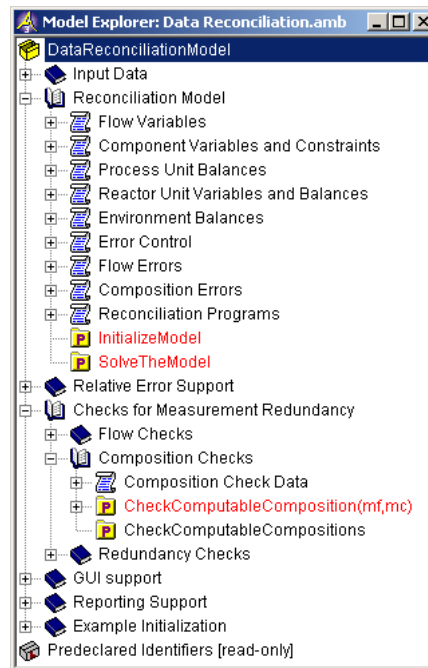 Model Explorer: Data Reconciliation.amb
DataReconciliationModel
Input Data
Reconciliation Model
Flow Variables
Component Variables and Constraints
Process Unit Balances
Reactor Unit Variables and Balances
Environment Balances
Error Control
Flow Errors
Composition Errors
Reconciliation Programs
P InitializeModel
P SolveTheModel
Relative Error Support
Checks for Measurement Redundancy
Flow Checks
Composition Checks
Composition Check Data
P CheckComputableComposition(mf,mc)
P CheckComputableCompositions
Redundancy Checks
GUI support
Reporting Support
Example Initialization
Predeclared Identifiers [read-only]